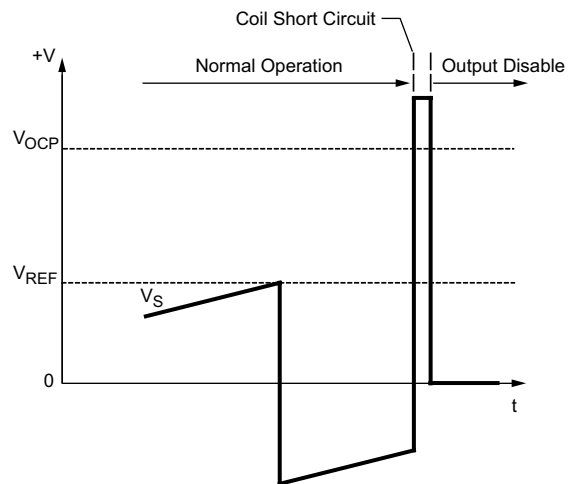 Coil Short Circuit
+V
Normal Operation
Output Disable
VOCP
VREF
VS
0
t